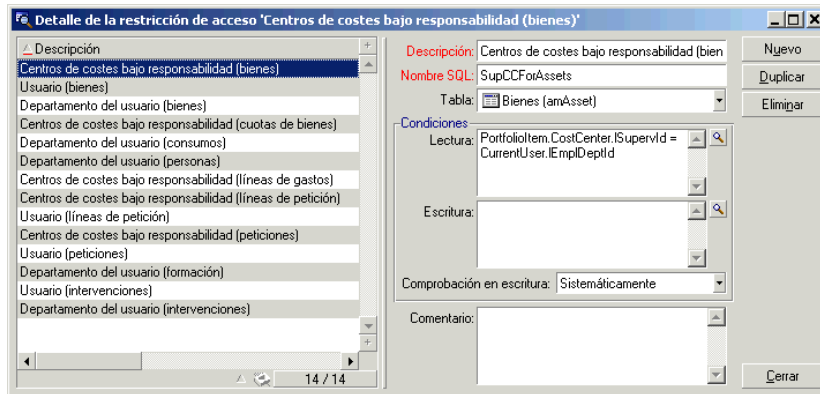 Detalle de la restricción de acceso 'Centros de costes bajo responsabilidad (bienes)'
Descripción
Centros de costes bajo responsabilidad (bienes)
Usuario (bienes)
Departamento del usuario (bienes)
Centros de costes bajo responsabilidad (cuotas de bienes)
Departamento del usuario (consumos)
Departamento del usuario (personas)
Centros de costes bajo responsabilidad (líneas de gastos)
Centros de costes bajo responsabilidad (líneas de petición)
Usuario (líneas de petición)
Centros de costes bajo responsabilidad (peticiones)
Usuario (peticiones)
Departamento del usuario (formación)
Usuario (intervenciones)
Departamento del usuario (intervenciones)
14 / 14
Descripción: Centros de costes bajo responsabilidad (bien
Nombre SQL: SupCCForAssets
Tabla: Bienes (amAsset)
Condiciones
Lectura: PortfolioItem.CostCenter.lSupervId =
CurrentUser.lEmplDeptId
Escritura:
Comprobación en escritura: Sistemáticamente
Comentario:
Nuevo
Duplicar
Eliminar
Cerrar